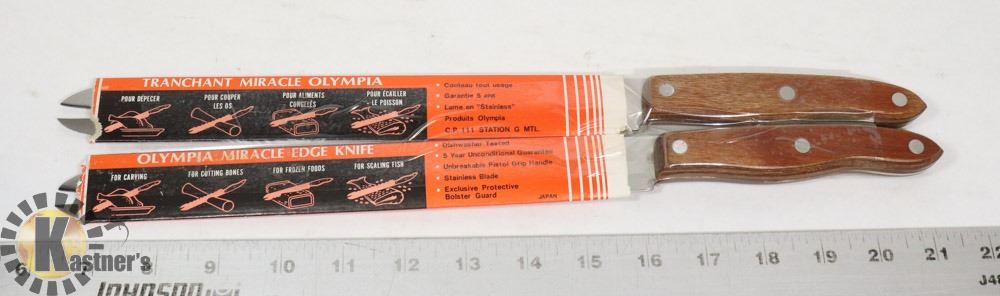 TRANCHANT MIRACLE OLYMPIA
POUR DÉPECER
POUR COUPER
LES OS
POUR ALIMENTS
CONGELÉS
POUR ÉCAILLER
LE POISSON
• Couteau tout usage
• Garantie 5 ans
• Lame en "Stainless"
Produits Olympia
C.P. 111 STATION G MTL.
OLYMPIA MIRACLE EDGE KNIFE
FOR CARVING
FOR CUTTING BONES
FOR FROZEN FOODS
FOR SCALING FISH
Dishwasher Tested
• 5 Year Unconditional Guarantee
• Unbreakable Pistol Grip Handle
• Stainless Blade
• Exclusive Protective
Bolster Guard
JAPAN
Kastner's
8 9 10 11 12 13 14 15 16 17 18 19 20 21 22
JOHNSON
J48